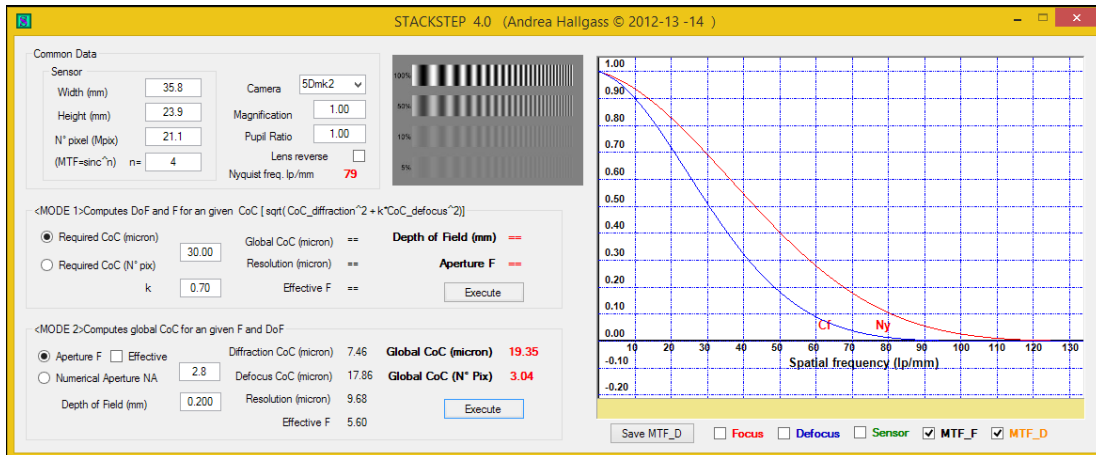 STACKSTEP 4.0 (Andrea Hallgass © 2012-13 -14 )
Common Data
Sensor
Width (mm) 35.8
Height (mm) 23.9
N° pixel (Mpix) 21.1
(MTF=sinc^n) n= 4
Camera 5Dmk2
Magnification 1.00
Pupil Ratio 1.00
Lens reverse
Nyquist freq. lp/mm 79
100%
50%
10%
5%
<MODE 1>Computes DoF and F for an given CoC [ sqrt( CoC_diffraction^2 + k*CoC_defocus^2)]
Required CoC (micron)
Required CoC (N° pix)
30.00
k 0.70
Global CoC (micron) ==
Resolution (micron) ==
Effective F ==
Depth of Field (mm) ==
Aperture F ==
Execute
<MODE 2>Computes global CoC for an given F and DoF
Aperture F Effective
Numerical Aperture NA
2.8
Depth of Field (mm) 0.200
Diffraction CoC (micron) 7.46
Defocus CoC (micron) 17.86
Resolution (micron) 9.68
Effective F 5.60
Global CoC (micron) 19.35
Global CoC (N° Pix) 3.04
Execute
1.00
0.90
0.80
0.70
0.60
0.50
0.40
0.30
0.20
0.10
0.00
-0.10
-0.20
Cf Ny
10 20 30 40 50 60 70 80 90 100 110 120 130
Spatial frequency (lp/mm)
Save MTF_D Focus Defocus Sensor MTF_F MTF_D